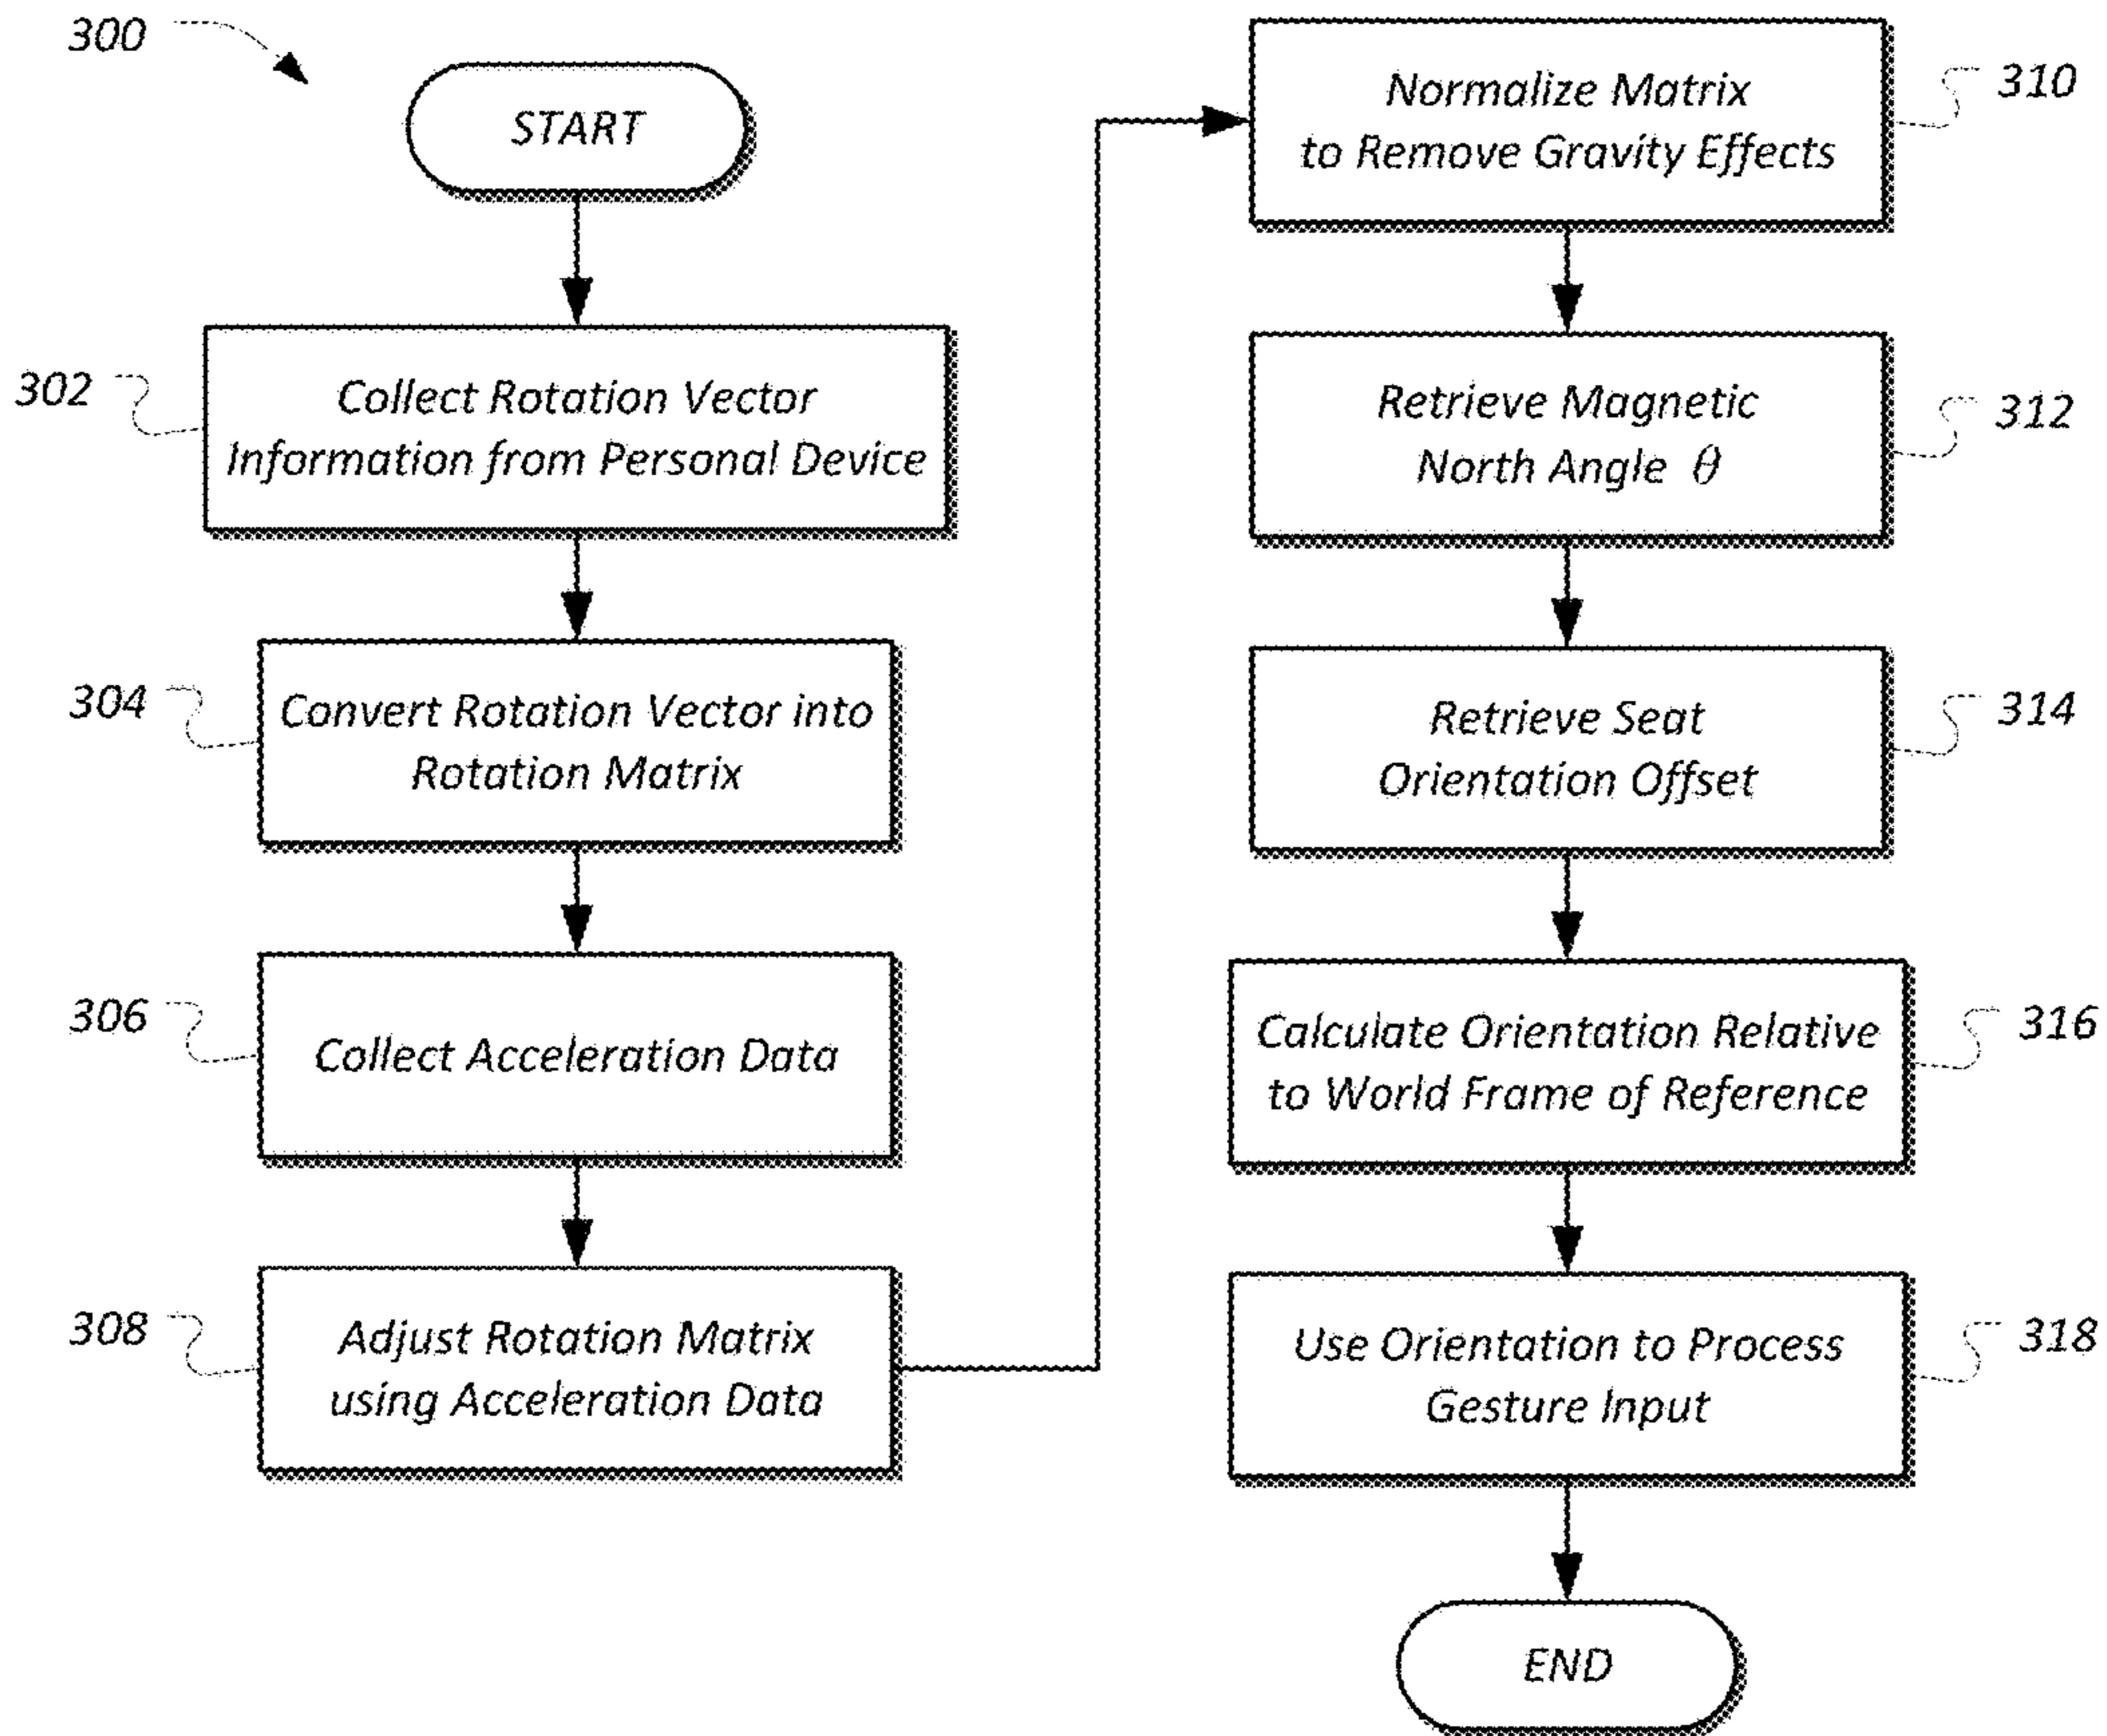 300
START
302
Collect Rotation Vector
Information from Personal Device
304
Convert Rotation Vector into
Rotation Matrix
306
Collect Acceleration Data
308
Adjust Rotation Matrix
using Acceleration Data
310
Normalize Matrix
to Remove Gravity Effects
312
Retrieve Magnetic
North Angle θ
314
Retrieve Seat
Orientation Offset
316
Calculate Orientation Relative
to World Frame of Reference
318
Use Orientation to Process
Gesture Input
END